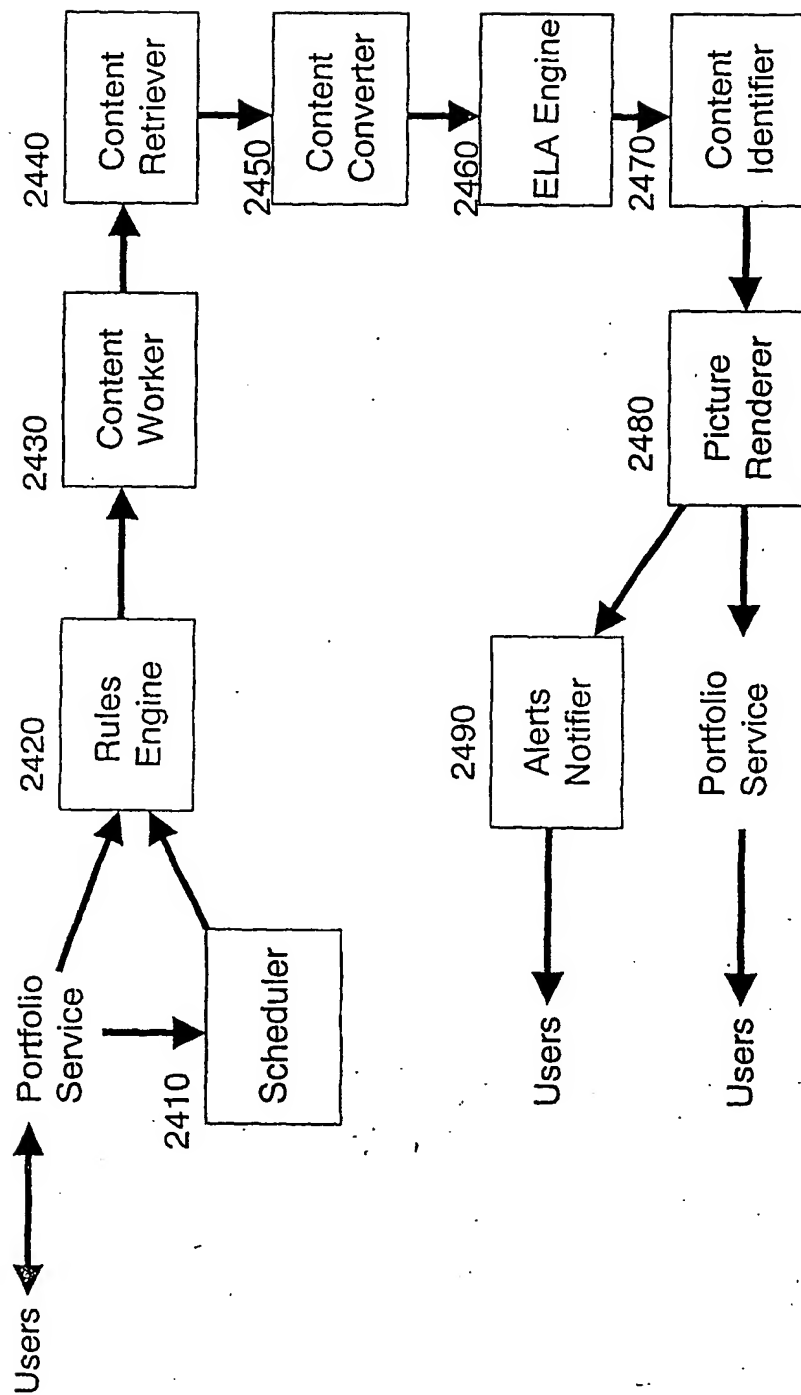 Users
Portfolio
Service
2410
Scheduler
2420
Rules
Engine
2430
Content
Worker
2440
Content
Retriever
2450
Content
Converter
2460
ELA Engine
2470
Content
Identifier
2480
Picture
Renderer
2490
Alerts
Notifier
Users
Portfolio
Service
Users